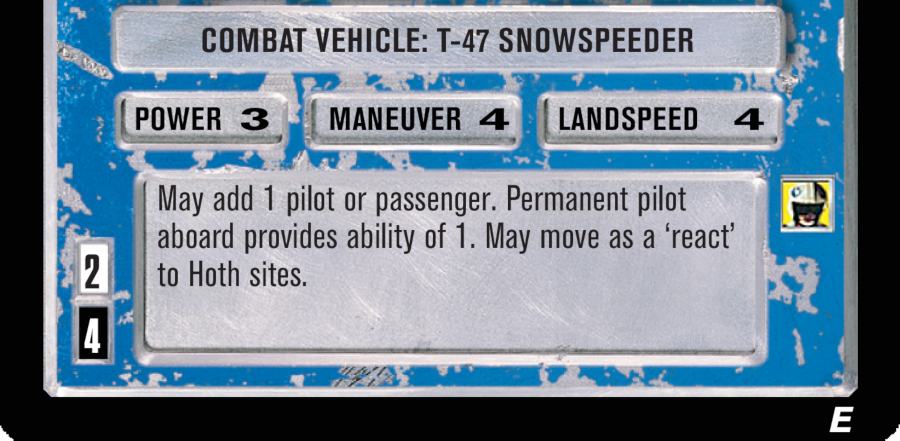 COMBAT VEHICLE: T-47 SNOWSPEEDER
POWER 3 MANEUVER 4 LANDSPEED 4
May add 1 pilot or passenger. Permanent pilot
aboard provides ability of 1. May move as a ‘react’
to Hoth sites.
2
4
E